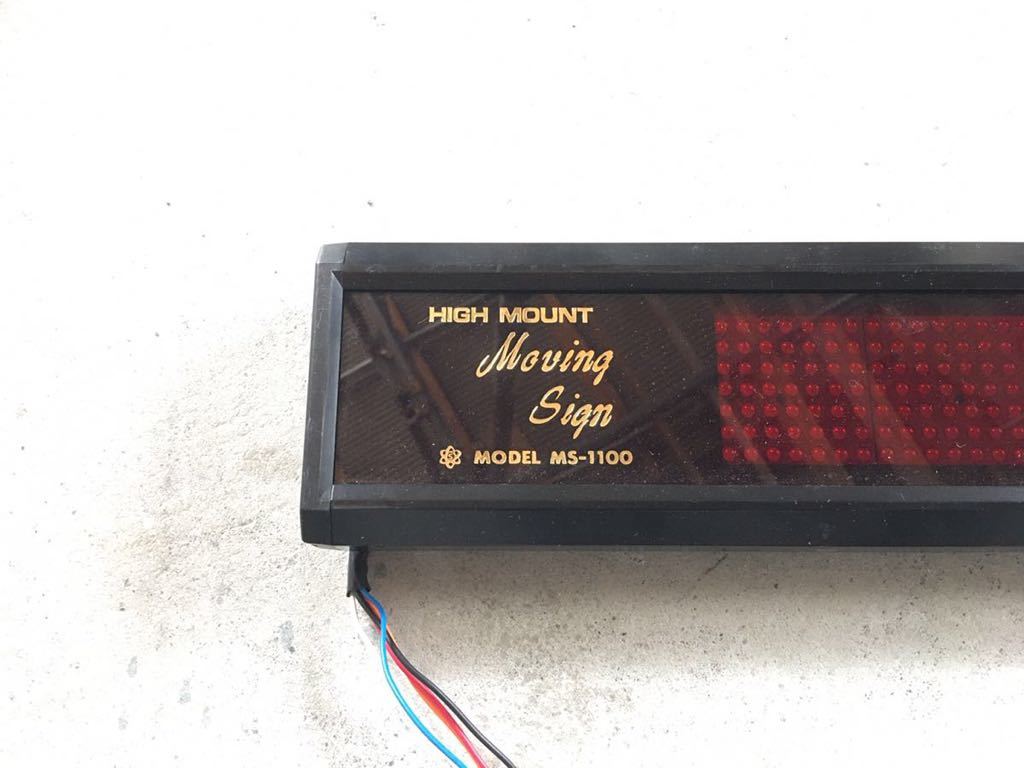 HIGH MOUNT
Moving
Sign
MODEL MS-1100